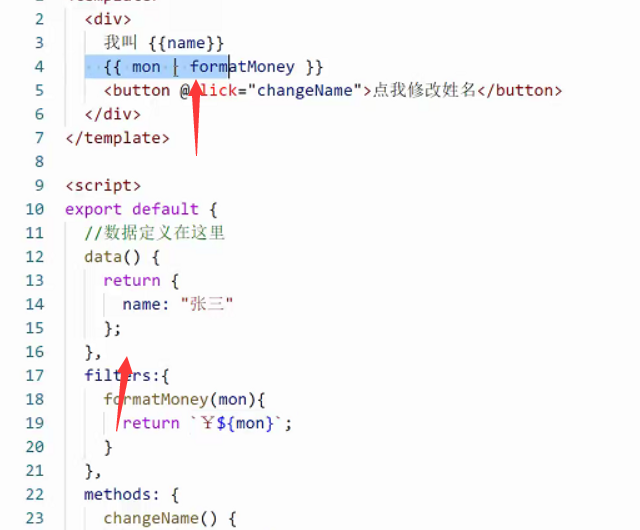 2 <div>
3 我叫 {{name}}
4 {{ mon | formatMoney }}
5 <button @click="changeName">点我修改姓名</button>
6 </div>
7 </template>
8
9 <script>
10 export default {
11 //数据定义在这里
12 data() {
13 return {
14 name: "张三"
15 };
16 },
17 filters:{
18 formatMoney(mon){
19 return `￥${mon}`;
20 }
21 },
22 methods: {
23 changeName() {